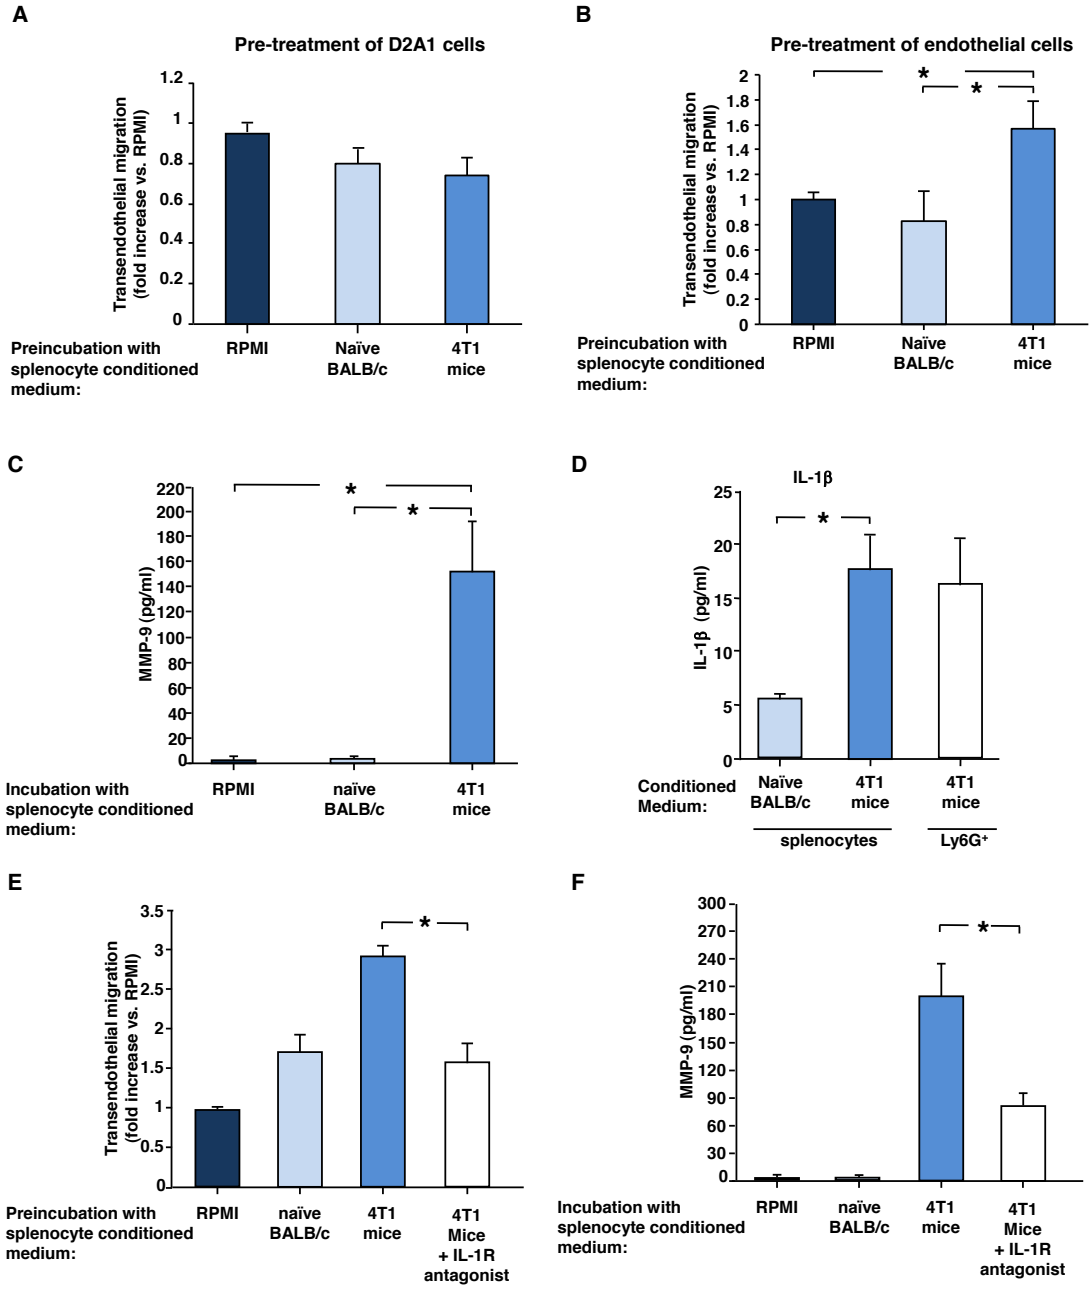 A
Pre-treatment of D2A1 cells
Transendothelial migration
(fold increase vs. RPMI)
1.2
1
0.8
0.6
0.4
0.2
0
Preincubation with
splenocyte conditioned
medium:
RPMI
Naïve
BALB/c
4T1
mice
B
Pre-treatment of endothelial cells
Transendothelial migration
(fold increase vs. RPMI)
2
1.8
1.6
1.4
1.2
1
0.8
0.6
0.4
0.2
0
*
*
Preincubation with
splenocyte conditioned
medium:
RPMI
Naïve
BALB/c
4T1
mice
C
MMP-9 (pg/ml)
220
200
180
160
140
120
100
80
60
40
20
0
*
*
Incubation with
splenocyte conditioned
medium:
RPMI
naïve
BALB/c
4T1
mice
D
IL-1β
IL-1β (pg/ml)
25
20
15
10
5
0
*
Conditioned
Medium:
Naïve
BALB/c
4T1
mice
4T1
mice
splenocytes
Ly6G⁺
E
Transendothelial migration
(fold increase vs. RPMI)
3.5
3
2.5
2
1.5
1
0.5
0
*
Preincubation with
splenocyte conditioned
medium:
RPMI
naïve
BALB/c
4T1
mice
4T1
Mice
+ IL-1R
antagonist
F
MMP-9 (pg/ml)
300
270
240
210
180
150
120
90
60
30
0
*
Incubation with
splenocyte conditioned
medium:
RPMI
naïve
BALB/c
4T1
mice
4T1
Mice
+ IL-1R
antagonist